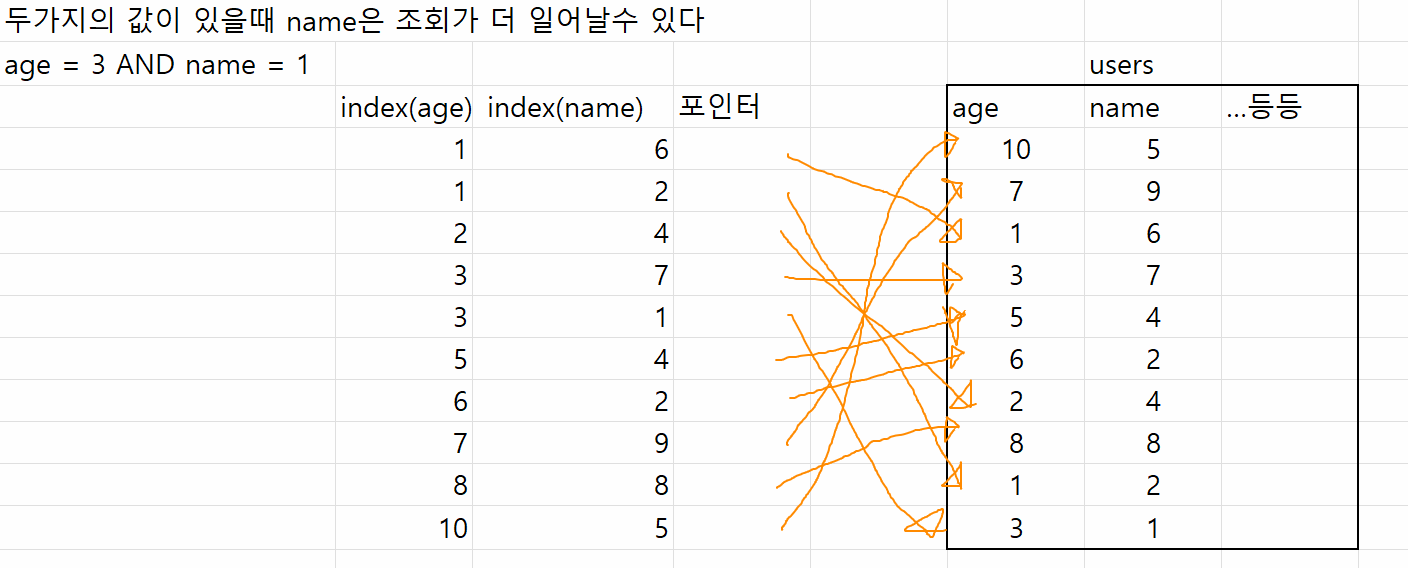 두가지의 값이 있을때 name은 조회가 더 일어날수 있다
age = 3 AND name = 1
users
index(age) index(name) 포인터 age name ...등등
1 6 10 5
1 2 7 9
2 4 1 6
3 7 3 7
3 1 5 4
5 4 6 2
6 2 2 4
7 9 8 8
8 8 1 2
10 5 3 1